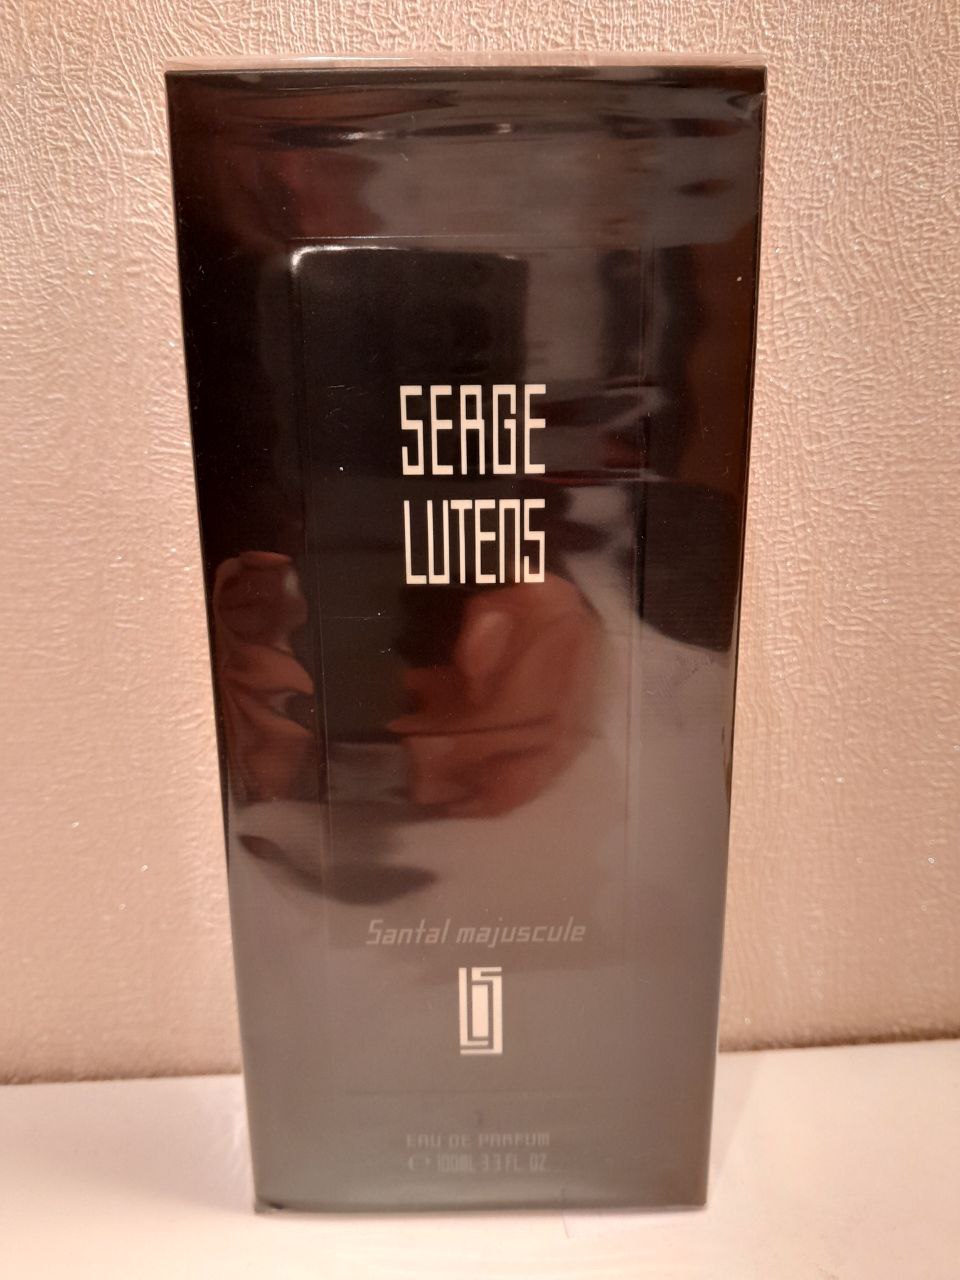 SERGE
LUTENS
Santal majuscule
EAU DE PARFUM
℮ 100ML 3.3 FL. OZ.